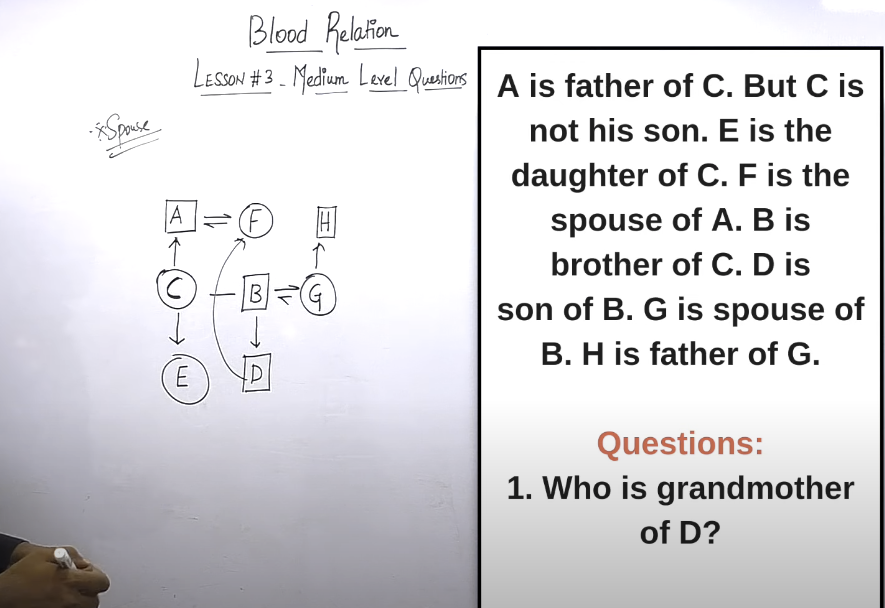 Blood Relation
LESSON #3 - Medium Level Questions
* Spouse
A ⇌ F H
C — B ⇌ G
E D
A is father of C. But C is
not his son. E is the
daughter of C. F is the
spouse of A. B is
brother of C. D is
son of B. G is spouse of
B. H is father of G.
Questions:
1. Who is grandmother
of D?